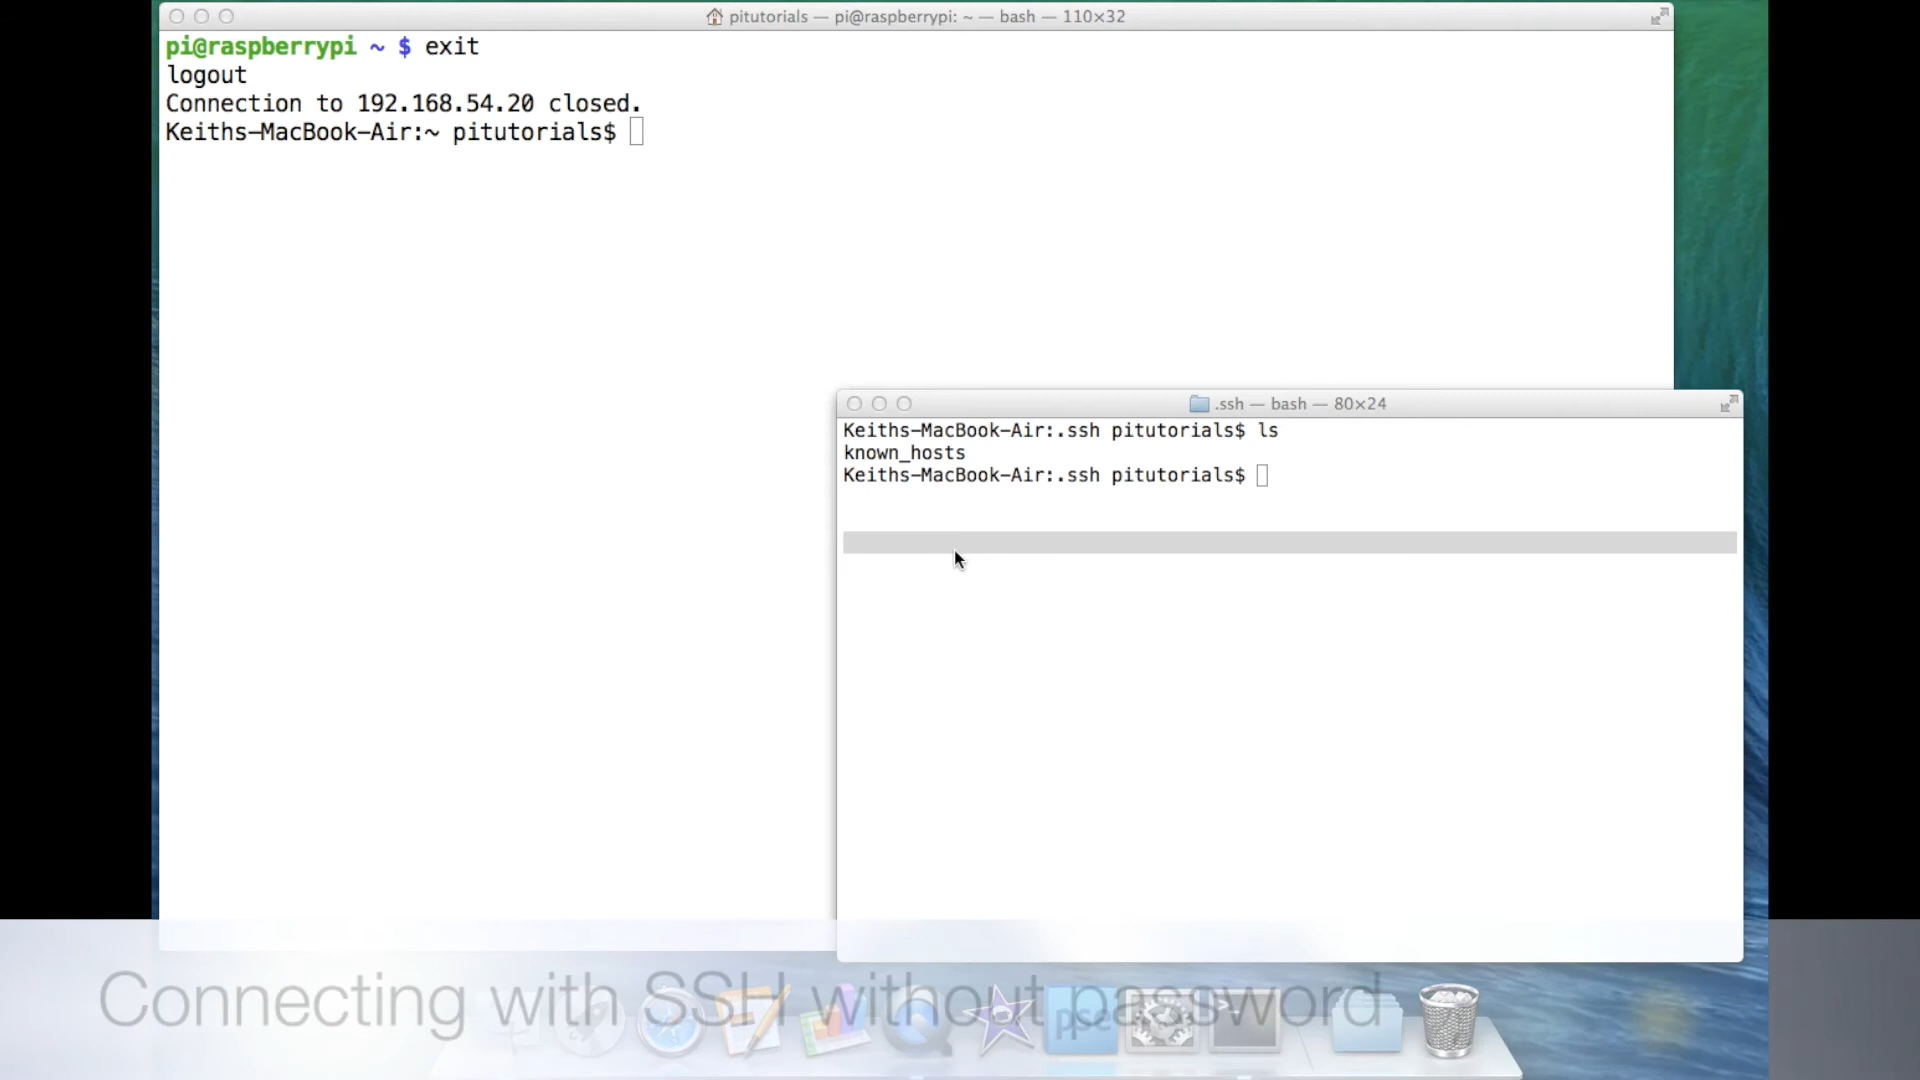 pitutorials — pi@raspberrypi: ~ — bash — 110×32
pi@raspberrypi ~ $ exit
logout
Connection to 192.168.54.20 closed.
Keiths-MacBook-Air:~ pitutorials$
.ssh — bash — 80×24
Keiths-MacBook-Air:.ssh pitutorials$ ls
known_hosts
Keiths-MacBook-Air:.ssh pitutorials$
Connecting with SSH without password
pse